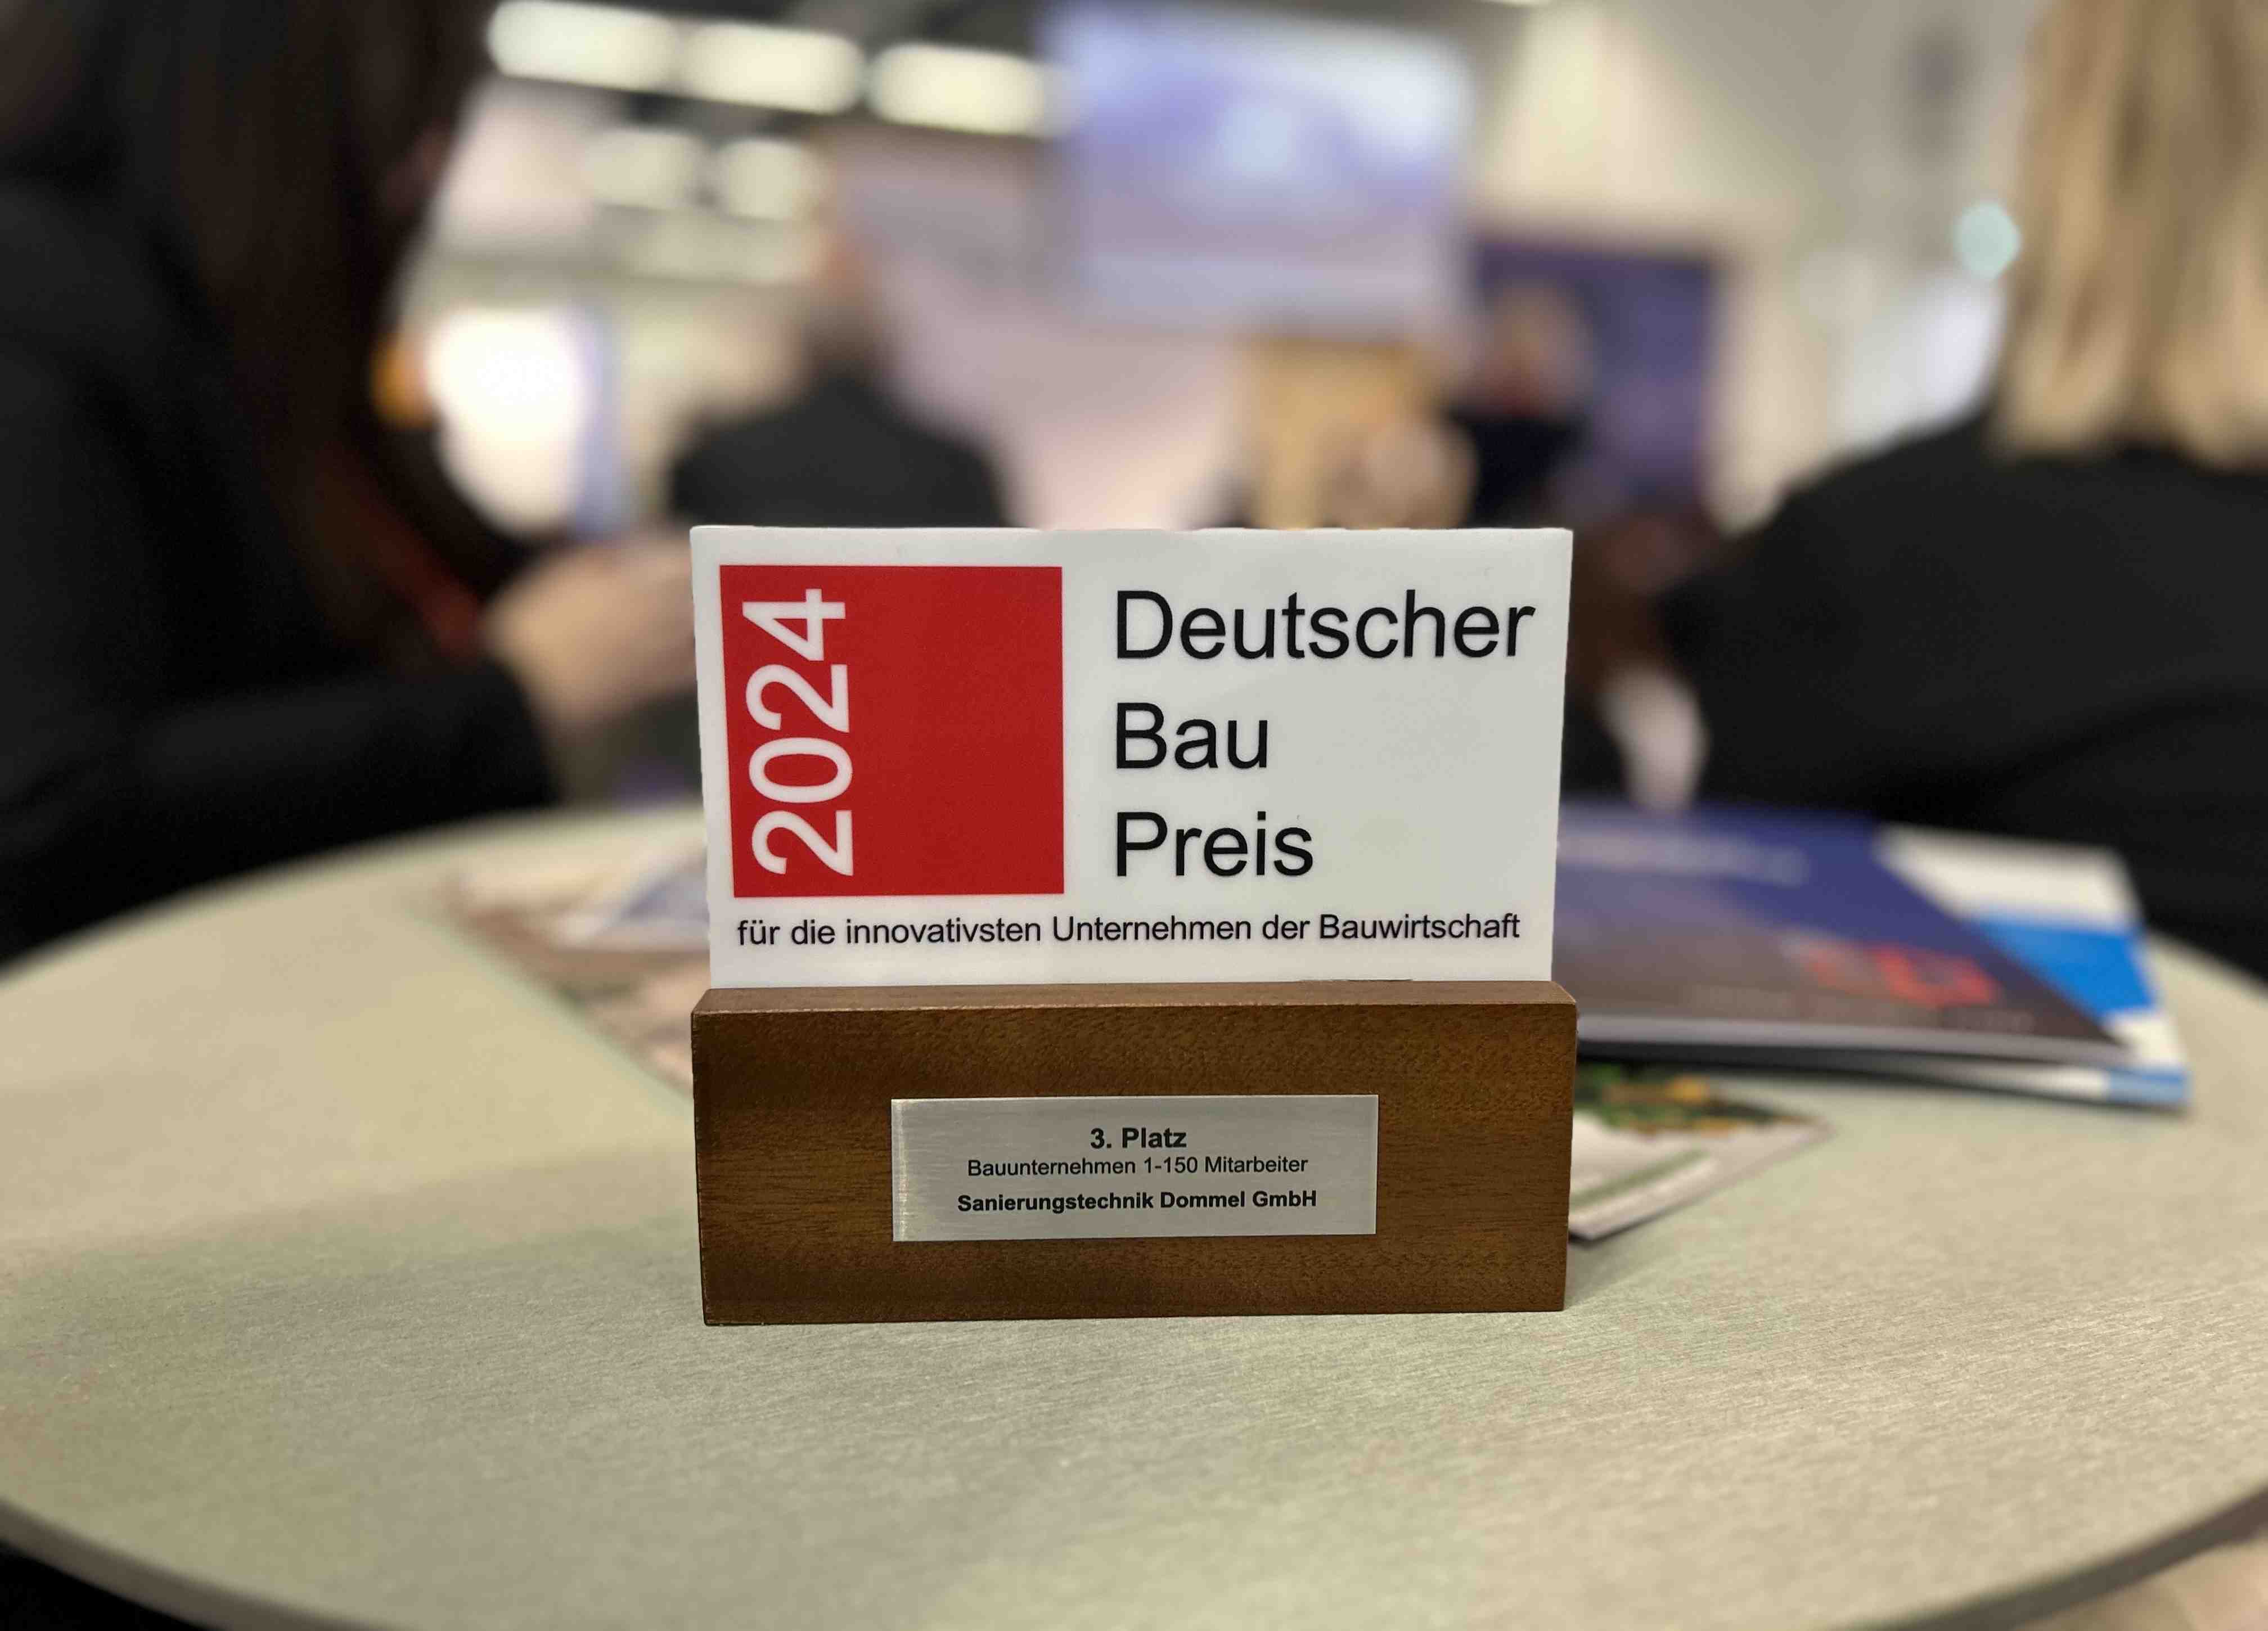 2024
Deutscher
Bau
Preis
für die innovativsten Unternehmen der Bauwirtschaft
3. Platz
Bauunternehmen 1-150 Mitarbeiter
Sanierungstechnik Dommel GmbH